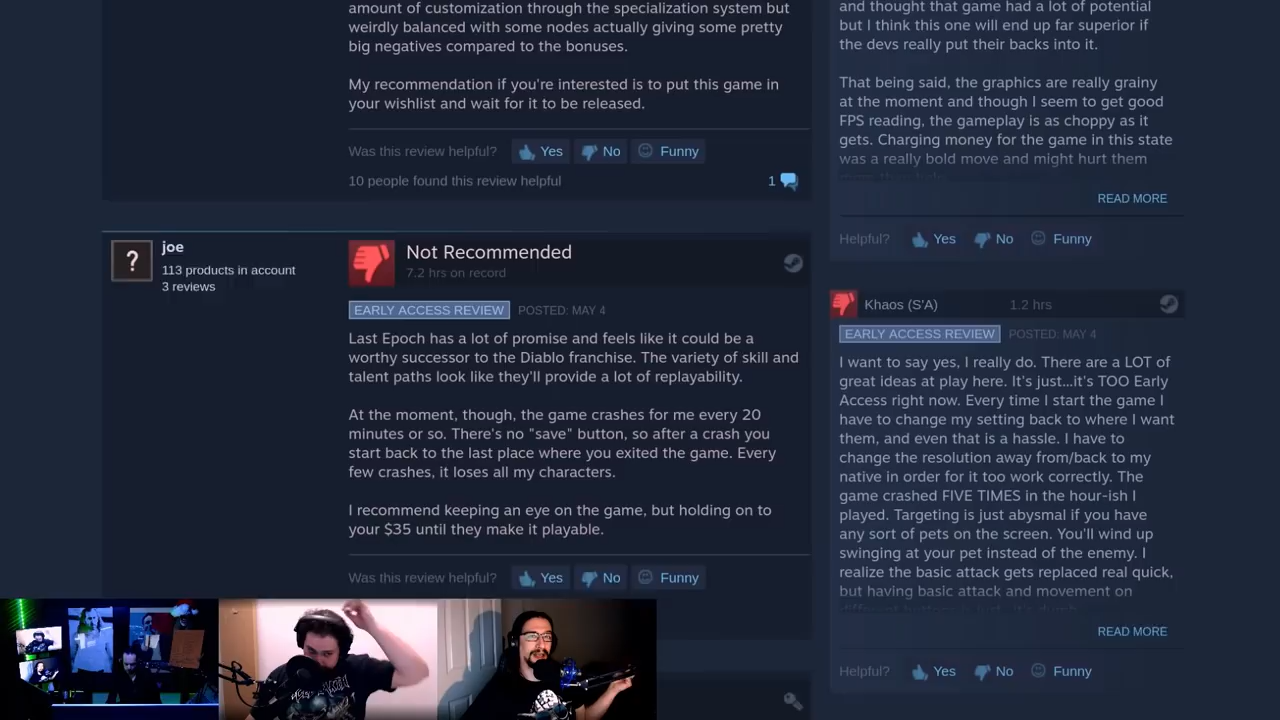 amount of customization through the specialization system but
weirdly balanced with some nodes actually giving some pretty
big negatives compared to the bonuses.
My recommendation if you're interested is to put this game in
your wishlist and wait for it to be released.
Was this review helpful? Yes No Funny
10 people found this review helpful 1
joe
113 products in account
3 reviews
Not Recommended
7.2 hrs on record
EARLY ACCESS REVIEW POSTED: MAY 4
Last Epoch has a lot of promise and feels like it could be a
worthy successor to the Diablo franchise. The variety of skill and
talent paths look like they'll provide a lot of replayability.
At the moment, though, the game crashes for me every 20
minutes or so. There's no "save" button, so after a crash you
start back to the last place where you exited the game. Every
few crashes, it loses all my characters.
I recommend keeping an eye on the game, but holding on to
your $35 until they make it playable.
Was this review helpful? Yes No Funny
and thought that game had a lot of potential
but I think this one will end up far superior if
the devs really put their backs into it.
That being said, the graphics are really grainy
at the moment and though I seem to get good
FPS reading, the gameplay is as choppy as it
gets. Charging money for the game in this state
was a really bold move and might hurt them
READ MORE
Helpful? Yes No Funny
Khaos (S'A) 1.2 hrs
EARLY ACCESS REVIEW POSTED: MAY 4
I want to say yes, I really do. There are a LOT of
great ideas at play here. It's just...it's TOO Early
Access right now. Every time I start the game I
have to change my setting back to where I want
them, and even that is a hassle. I have to
change the resolution away from/back to my
native in order for it too work correctly. The
game crashed FIVE TIMES in the hour-ish I
played. Targeting is just abysmal if you have
any sort of pets on the screen. You'll wind up
swinging at your pet instead of the enemy. I
realize the basic attack gets replaced real quick,
but having basic attack and movement on
READ MORE
Helpful? Yes No Funny